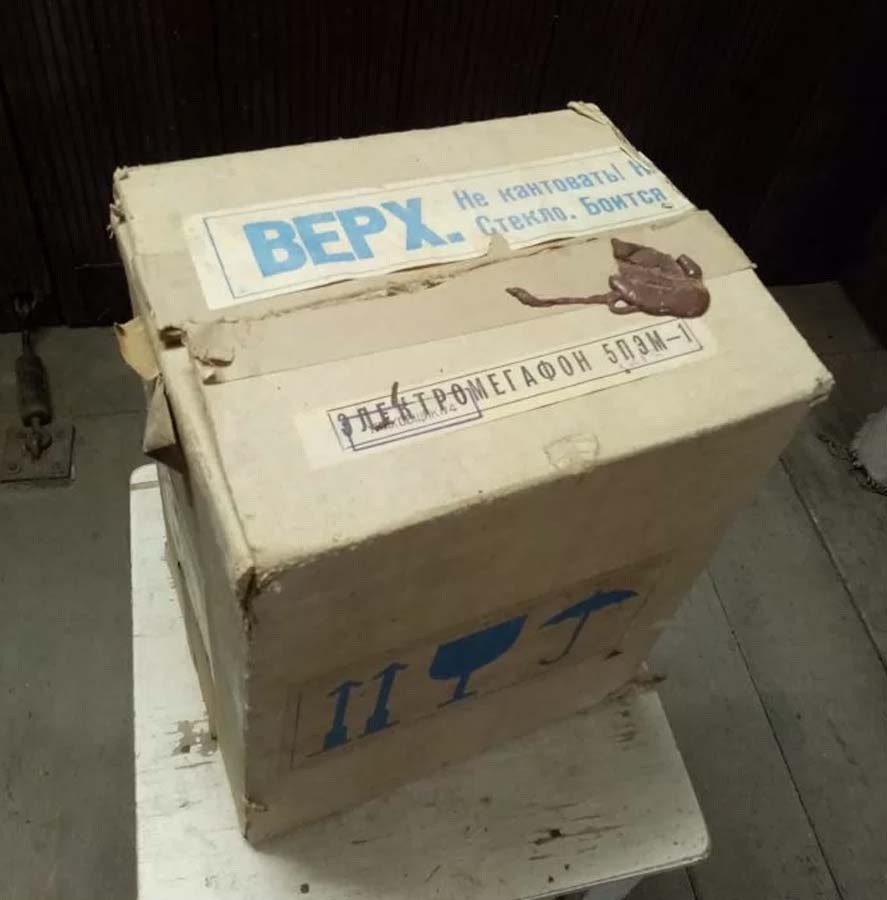 ВЕРХ.
Не кантовать! Н
Стекло. Боится
ЭЛЕКТРОМЕГАФОН 5ПЭМ—1